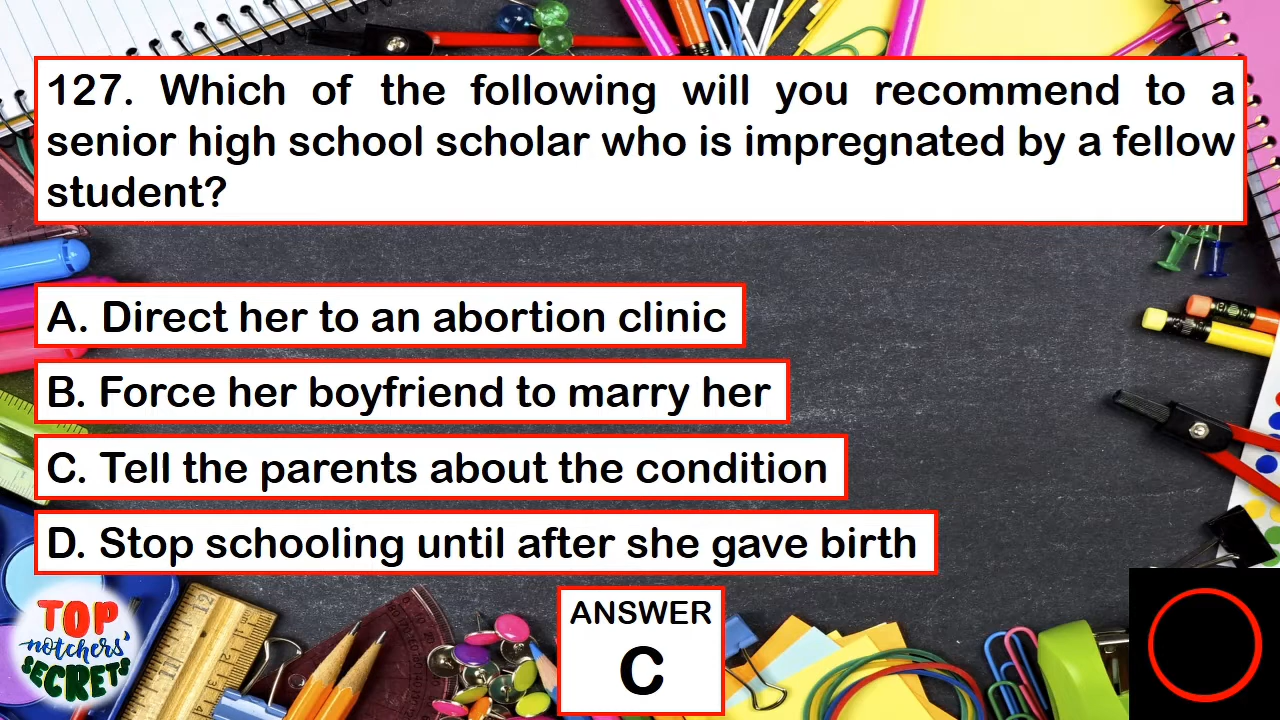 127. Which of the following will you recommend to a
senior high school scholar who is impregnated by a fellow
student?
A. Direct her to an abortion clinic
B. Force her boyfriend to marry her
C. Tell the parents about the condition
D. Stop schooling until after she gave birth
TOP
notchers'
SECRETS
ANSWER
C